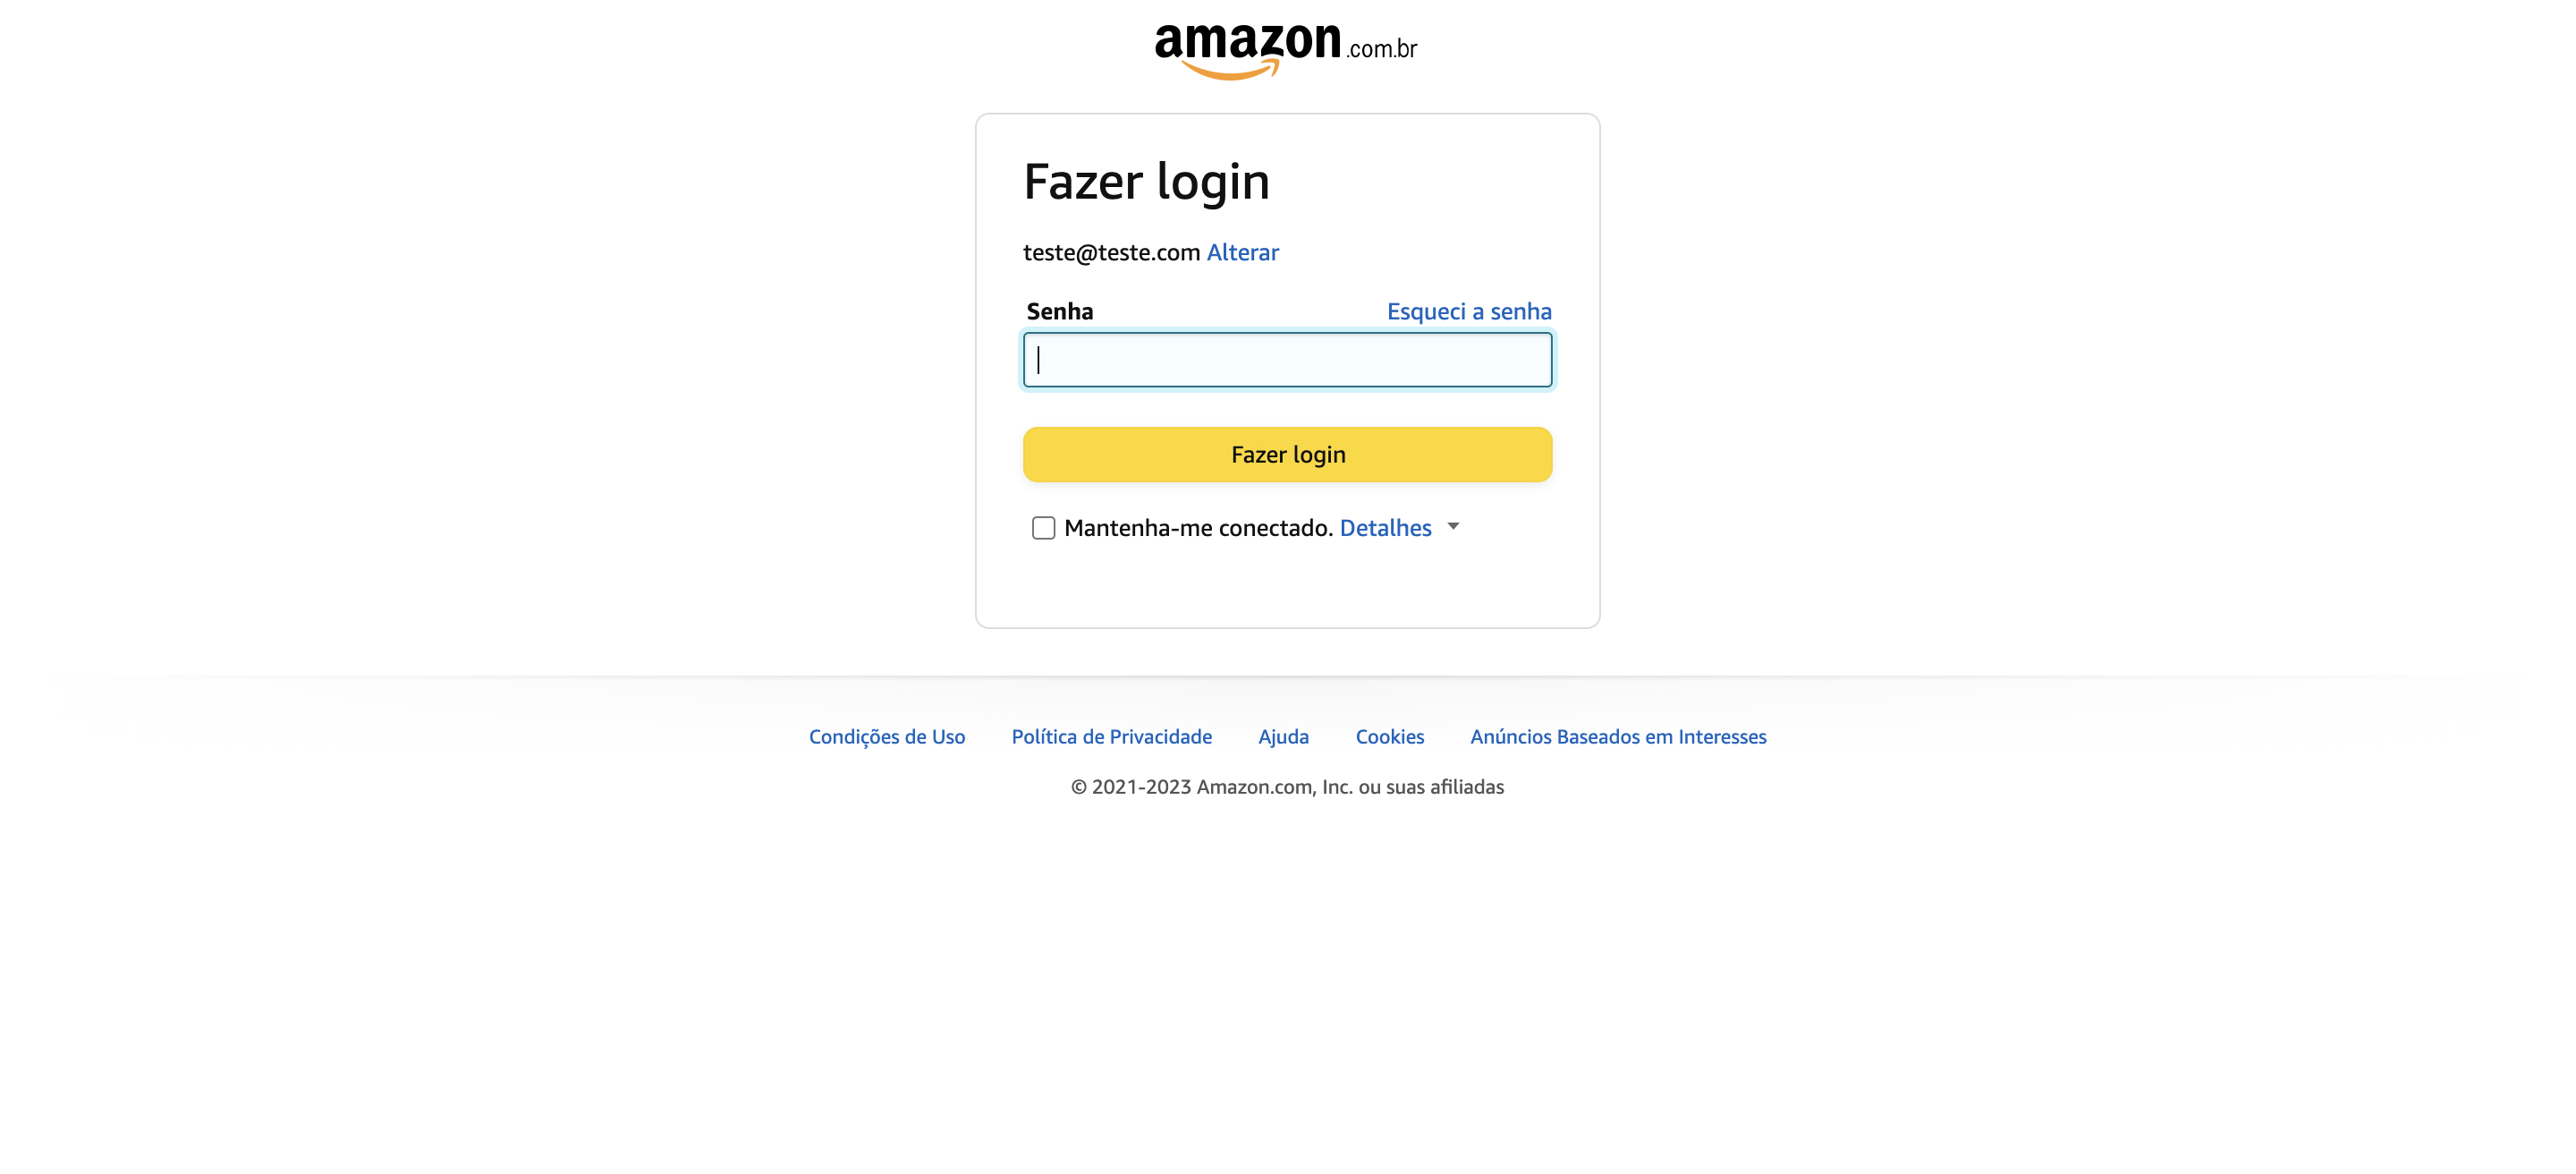 amazon.com.br
Fazer login
teste@teste.com Alterar
Senha Esqueci a senha
Fazer login
Mantenha-me conectado. Detalhes
Condições de Uso Política de Privacidade Ajuda Cookies Anúncios Baseados em Interesses
© 2021-2023 Amazon.com, Inc. ou suas afiliadas